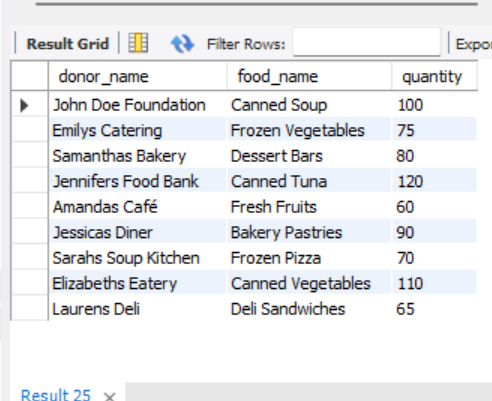 Result Grid Filter Rows: Expor
donor_name food_name quantity
John Doe Foundation Canned Soup 100
Emilys Catering Frozen Vegetables 75
Samanthas Bakery Dessert Bars 80
Jennifers Food Bank Canned Tuna 120
Amandas Café Fresh Fruits 60
Jessicas Diner Bakery Pastries 90
Sarahs Soup Kitchen Frozen Pizza 70
Elizabeths Eatery Canned Vegetables 110
Laurens Deli Deli Sandwiches 65
Result 25